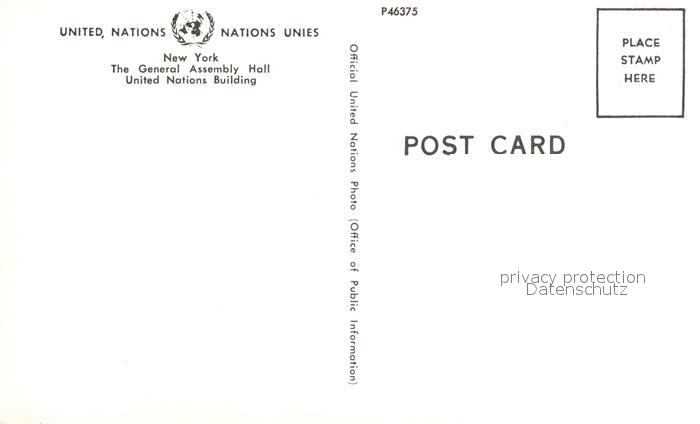 UNITED NATIONS NATIONS UNIES
New York
The General Assembly Hall
United Nations Building
Official United Nations Photo (Office of Public Information)
P46375
PLACE
STAMP
HERE
POST CARD
privacy protection
Datenschutz